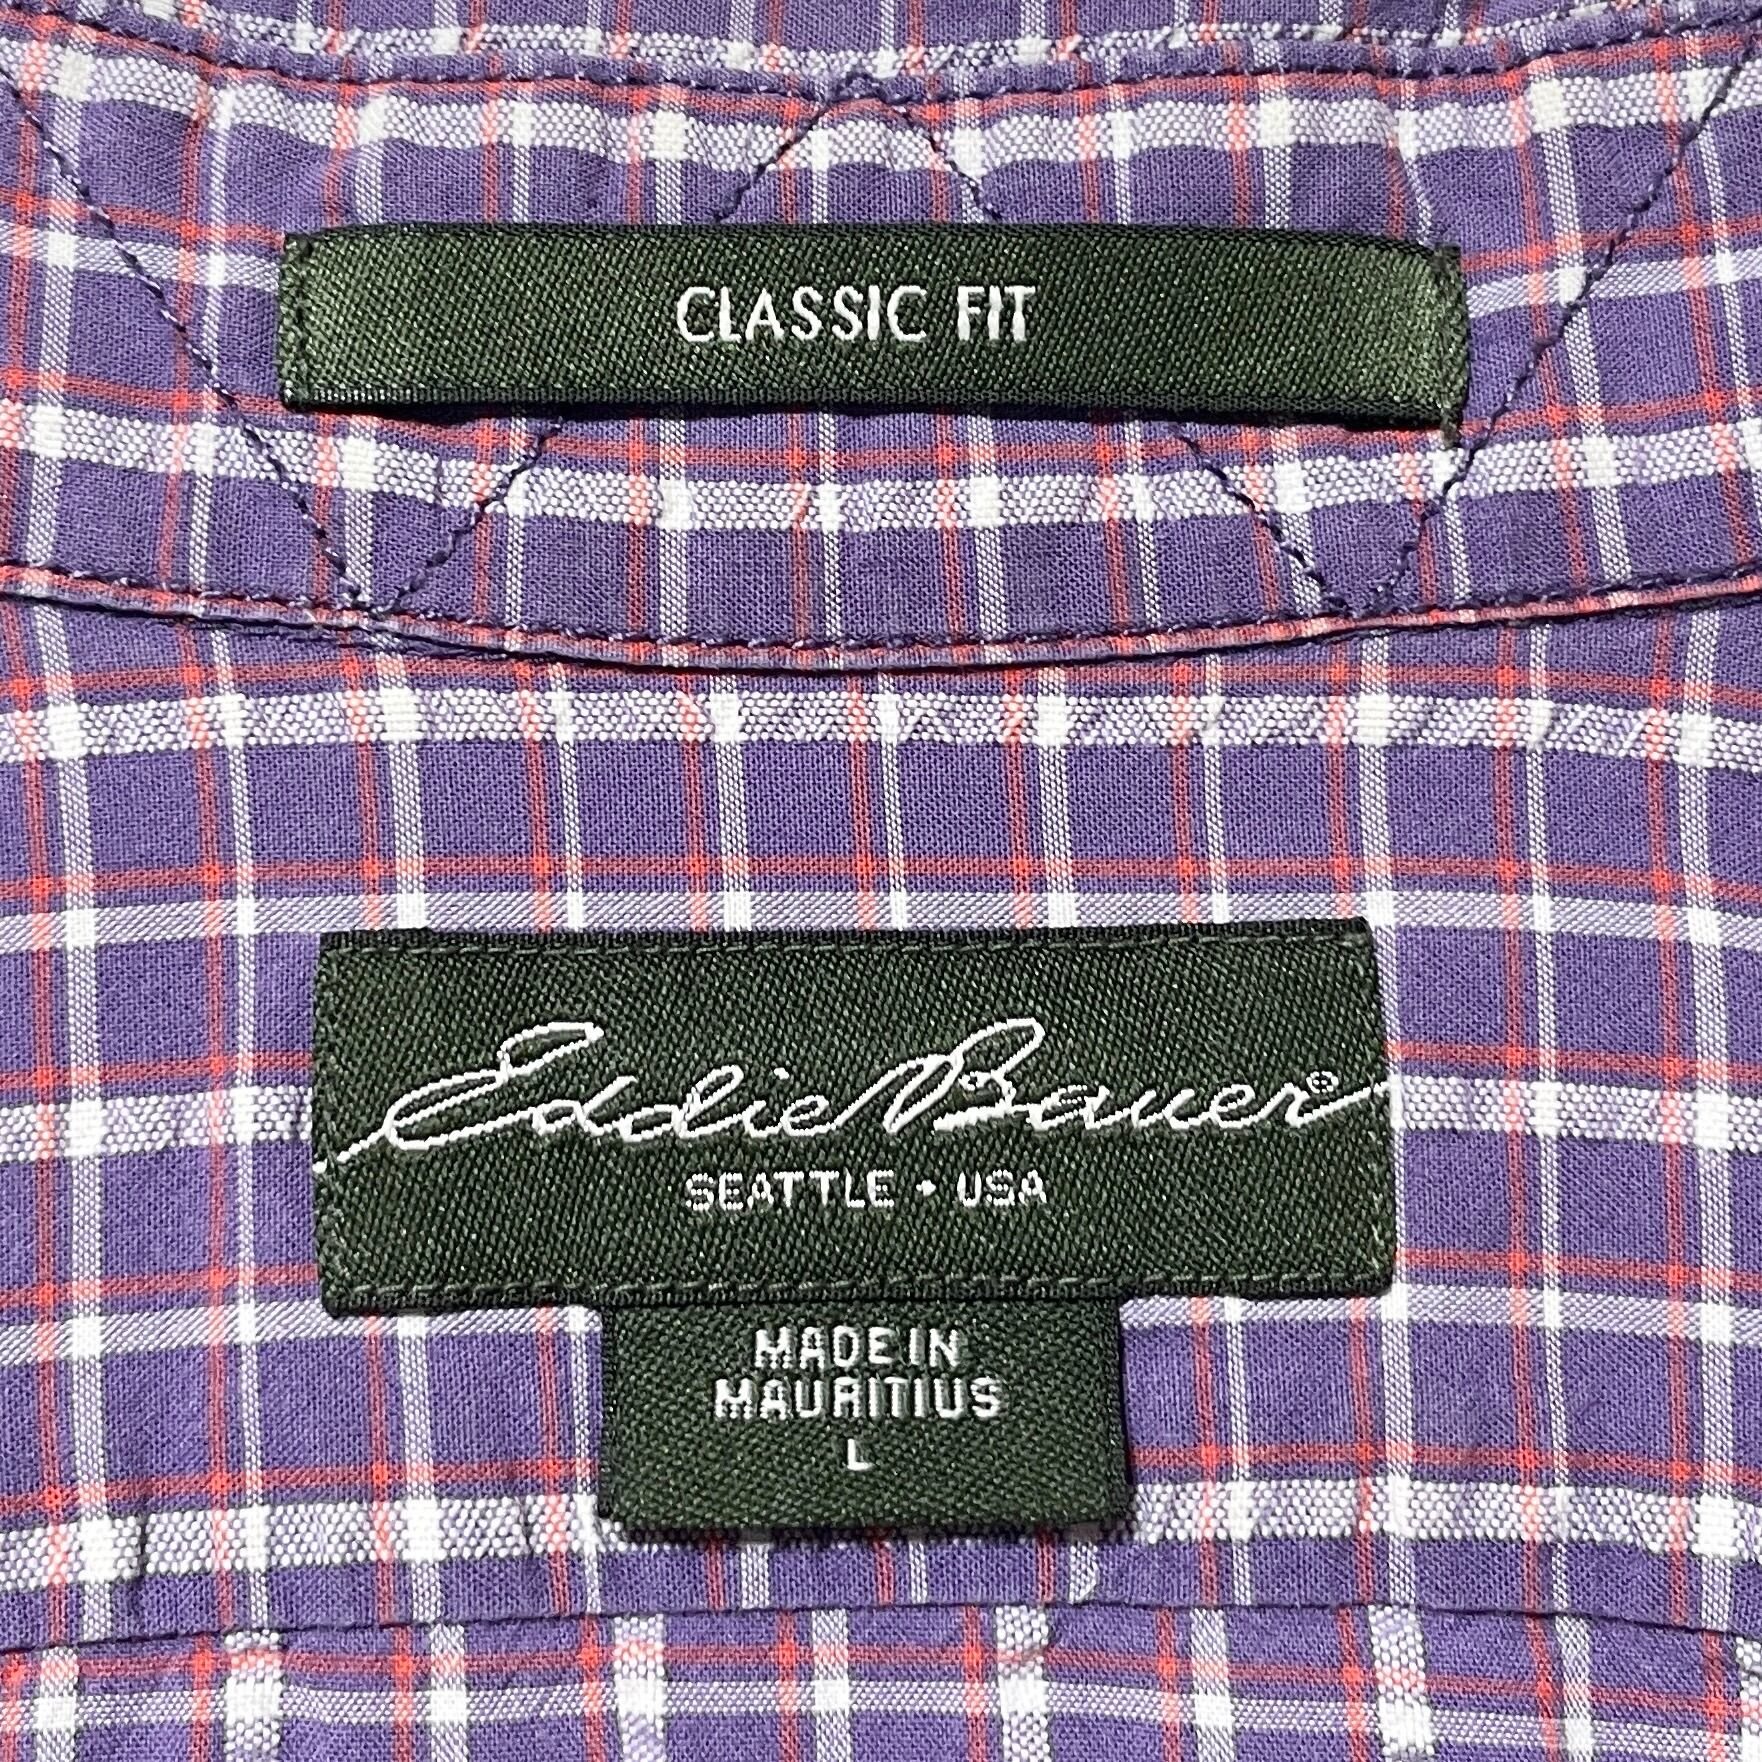 CLASSIC FIT
Eddie Bauer®
SEATTLE • USA
MADE IN
MAURITIUS
L